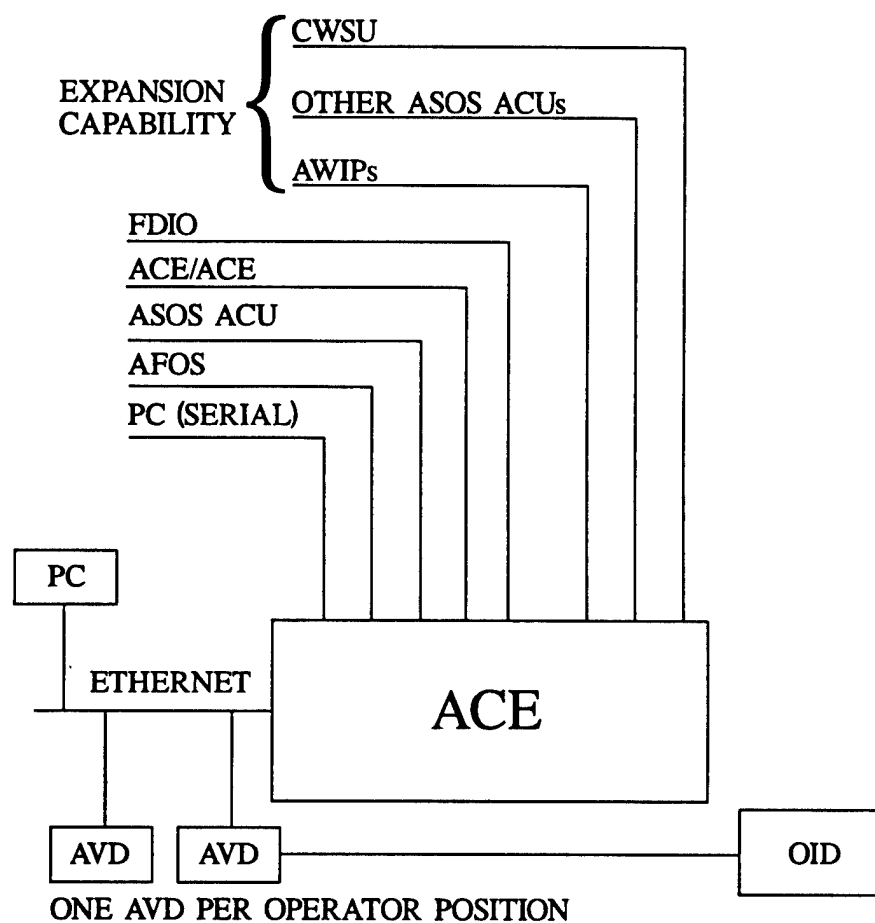 CWSU
EXPANSION
CAPABILITY
OTHER ASOS ACUs
AWIPs
FDIO
ACE/ACE
ASOS ACU
AFOS
PC (SERIAL)
PC
ETHERNET
ACE
AVD
AVD
OID
ONE AVD PER OPERATOR POSITION